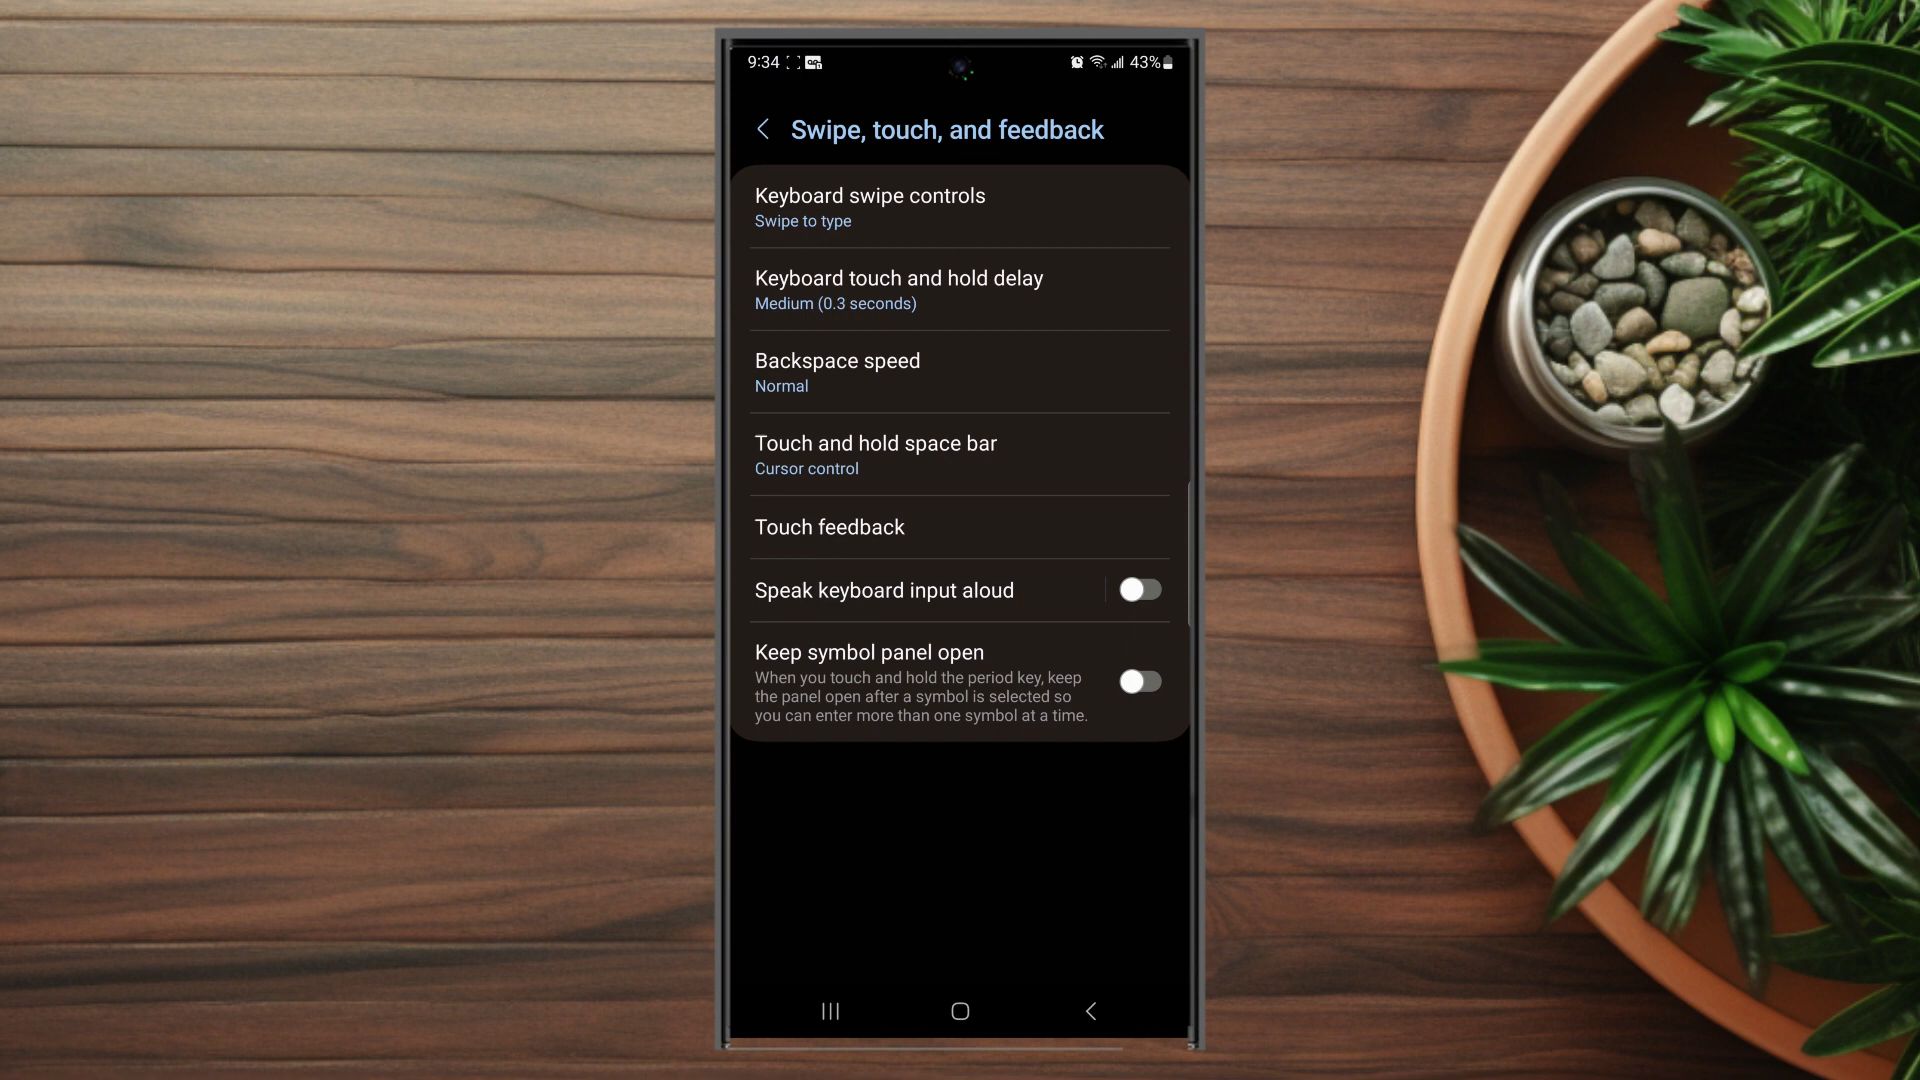 9:34
43%
Swipe, touch, and feedback
Keyboard swipe controls
Swipe to type
Keyboard touch and hold delay
Medium (0.3 seconds)
Backspace speed
Normal
Touch and hold space bar
Cursor control
Touch feedback
Speak keyboard input aloud
Keep symbol panel open
When you touch and hold the period key, keep
the panel open after a symbol is selected so
you can enter more than one symbol at a time.